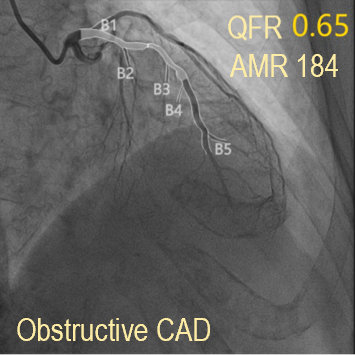 QFR 0.65
AMR 184
B1
B2
B3
B4
B5
Obstructive CAD